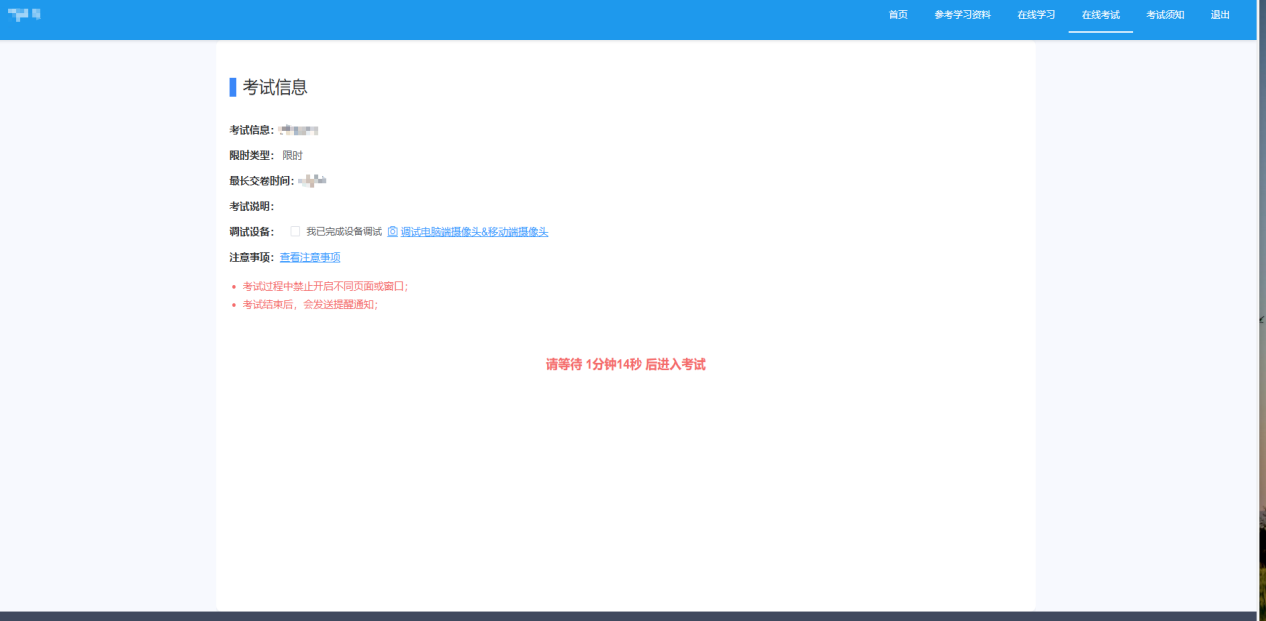 首页 参考学习资料 在线学习 在线考试 考试须知 退出
考试信息
考试信息：
限时类型： 限时
最长交卷时间：
考试说明：
调试设备： 我已完成设备调试 调试电脑端摄像头&移动端摄像头
注意事项： 查看注意事项
考试过程中禁止开启不同页面或窗口；
考试结束后，会发送提醒通知；
请等待 1分钟14秒 后进入考试